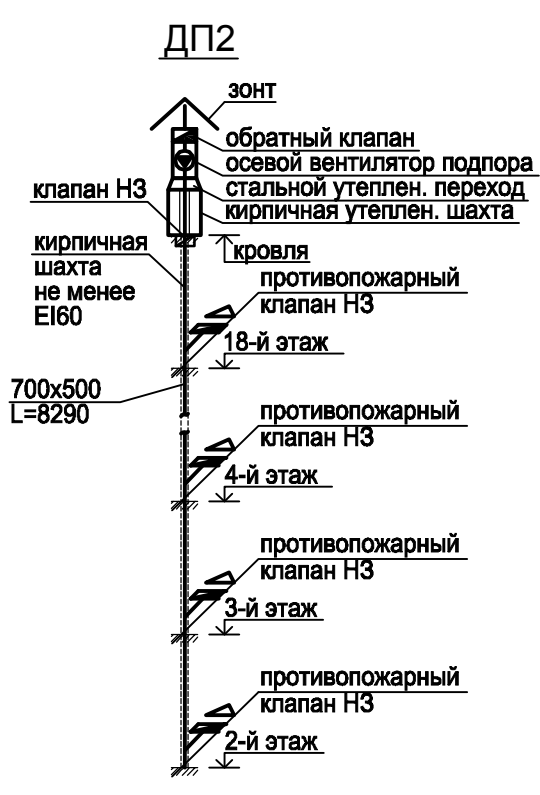 ДП2
зонт
обратный клапан
осевой вентилятор подпора
стальной утеплен. переход
клапан НЗ
кирпичная утеплен. шахта
кровля
кирпичная
шахта
не менее
EI60
противопожарный
клапан НЗ
18-й этаж
700x500
L=8290
противопожарный
клапан НЗ
4-й этаж
противопожарный
клапан НЗ
3-й этаж
противопожарный
клапан НЗ
2-й этаж